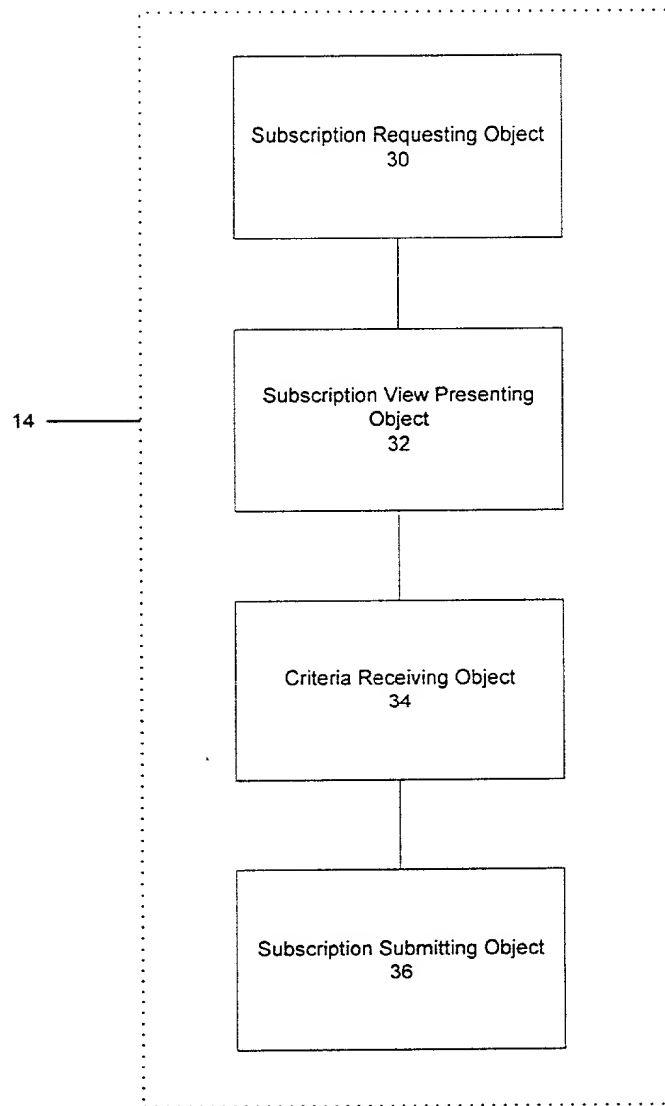 Subscription Requesting Object
30
Subscription View Presenting
Object
32
14
Criteria Receiving Object
34
Subscription Submitting Object
36